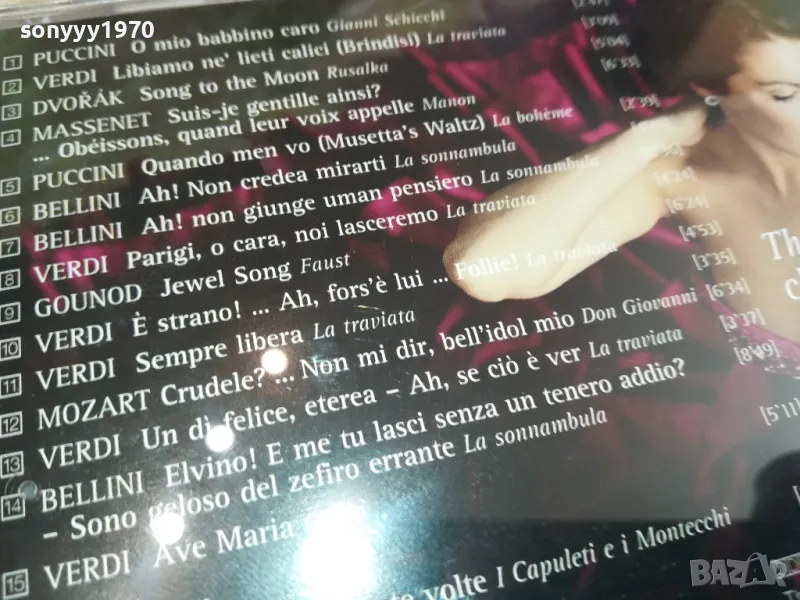 sonyyy1970
1 PUCCINI O mio babbino caro Gianni Schicchi
2 VERDI Libiamo ne' lieti calici (Brindisi) La traviata [3'09]
3 DVOŘÁK Song to the Moon Rusalka [5'04]
4 MASSENET Suis-je gentille ainsi? [6'33]
... Obéissons, quand leur voix appelle Manon
5 PUCCINI Quando men vo (Musetta's Waltz) La bohème [2'39]
6 BELLINI Ah! Non credea mirarti La sonnambula
7 BELLINI Ah! non giunge uman pensiero La sonnambula
8 VERDI Parigi, o cara, noi lasceremo La traviata [4'24]
9 GOUNOD Jewel Song Faust [6'24]
10 VERDI È strano! ... Ah, fors'è lui ... Follie! La traviata [4'53]
11 VERDI Sempre libera La traviata [3'35]
12 MOZART Crudele? ... Non mi dir, bell'idol mio Don Giovanni [6'34]
13 VERDI Un dì felice, eterea – Ah, se ciò è ver La traviata [3'37]
14 BELLINI Elvino! E me tu lasci senza un tenero addio? [8'49]
– Sono geloso del zefiro errante La sonnambula
15 VERDI Ave Maria [5'11]
volte I Capuleti e i Montecchi
Th
c
BAZAR